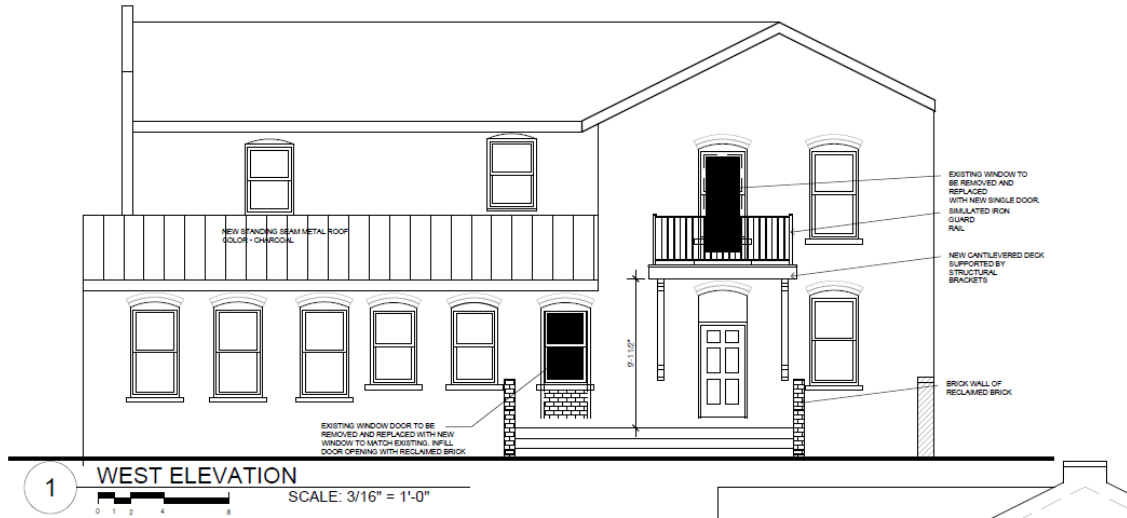 EXISTING WINDOW TO
BE REMOVED AND
REPLACED
WITH NEW SINGLE DOOR.
SIMULATED IRON
GUARD
RAIL
NEW STANDING SEAM METAL ROOF
COLOR - CHARCOAL
NEW CANTILEVERED DECK
SUPPORTED BY
STRUCTURAL
BRACKETS
9'-1 1/2"
BRICK WALL OF
RECLAIMED BRICK
EXISTING WINDOW DOOR TO BE
REMOVED AND REPLACED WITH NEW
WINDOW TO MATCH EXISTING. INFILL
DOOR OPENING WITH RECLAIMED BRICK
1
WEST ELEVATION
SCALE: 3/16" = 1'-0"
0 1 2 4 8